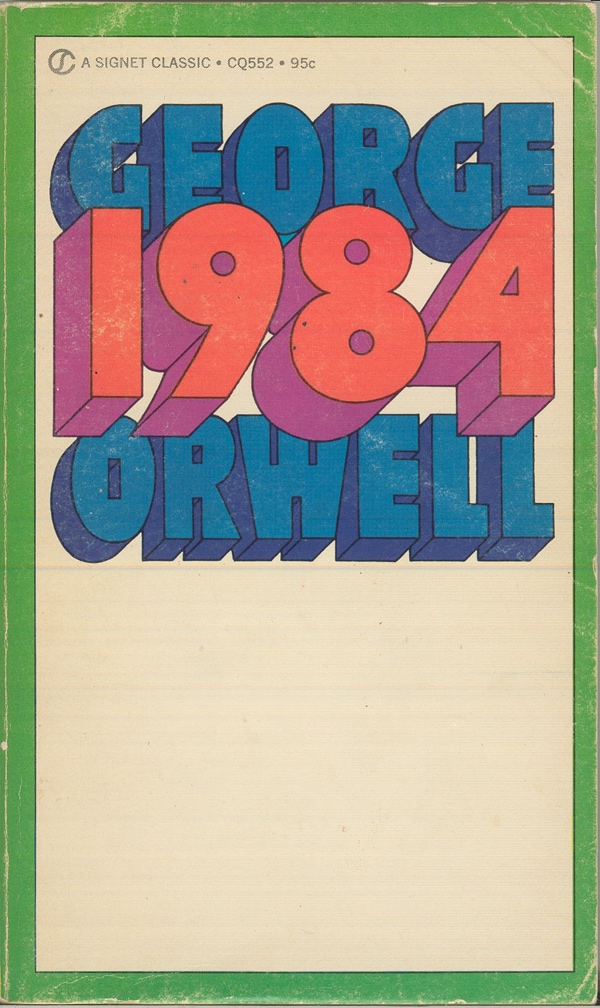 A SIGNET CLASSIC • CQ552 • 95c
GEORGE
1984
ORWELL